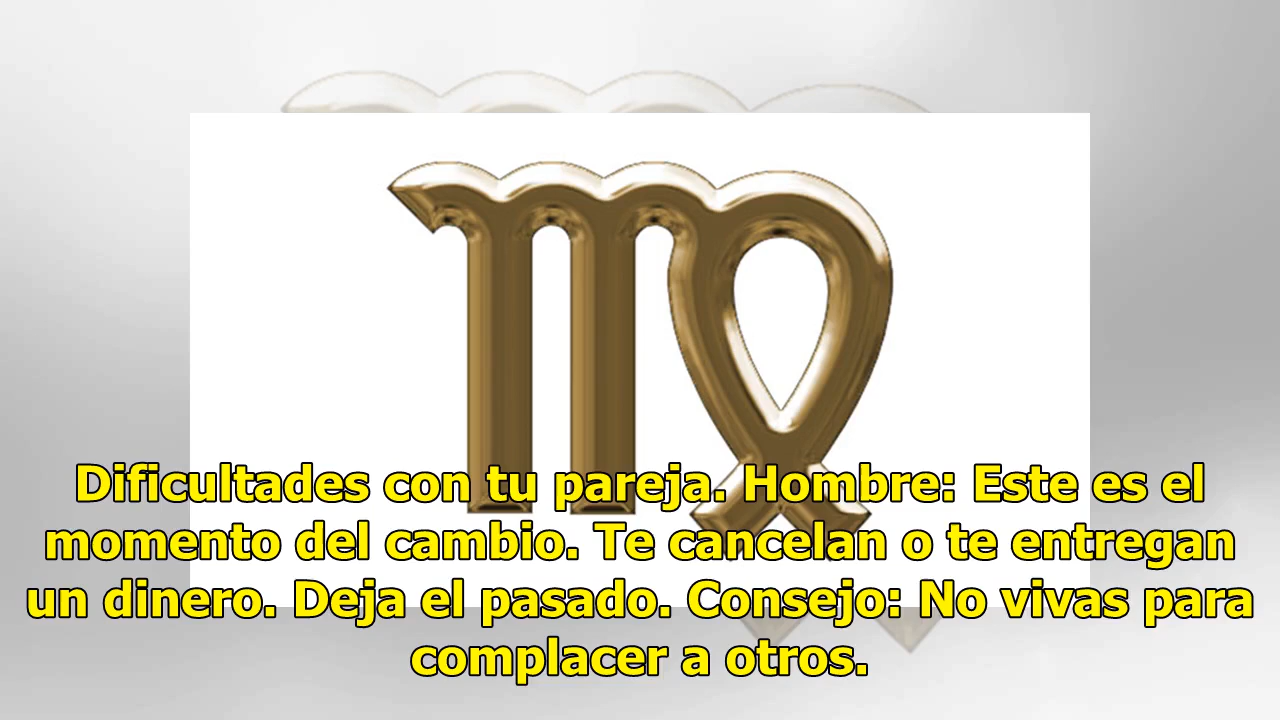 Dificultades con tu pareja. Hombre: Este es el
momento del cambio. Te cancelan o te entregan
un dinero. Deja el pasado. Consejo: No vivas para
complacer a otros.